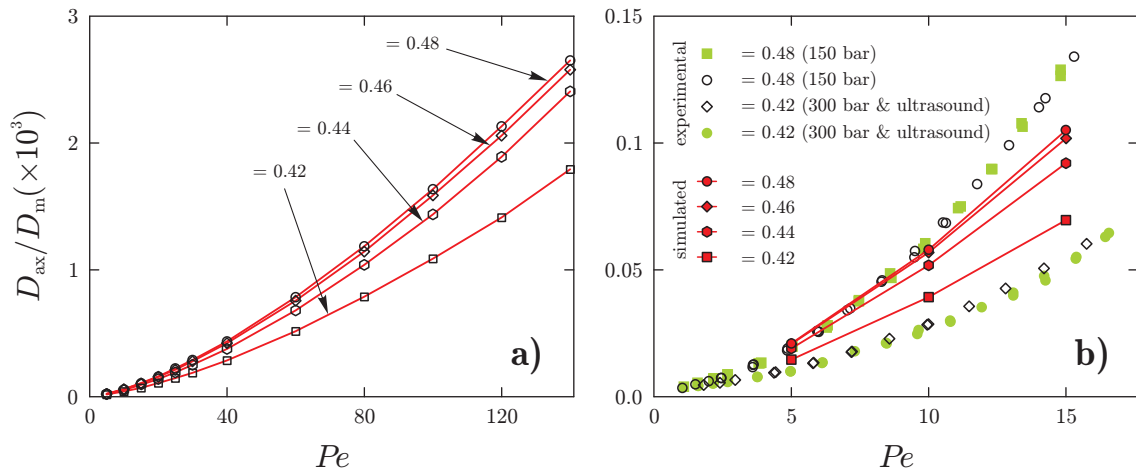 3
2
1
0
D_ax/D_m(×10³)
0
40
80
120
Pe
= 0.48
= 0.46
= 0.44
= 0.42
a)
0.15
0.10
0.05
0.00
0
5
10
15
Pe
experimental
= 0.48 (150 bar)
= 0.48 (150 bar)
= 0.42 (300 bar & ultrasound)
= 0.42 (300 bar & ultrasound)
simulated
= 0.48
= 0.46
= 0.44
= 0.42
b)